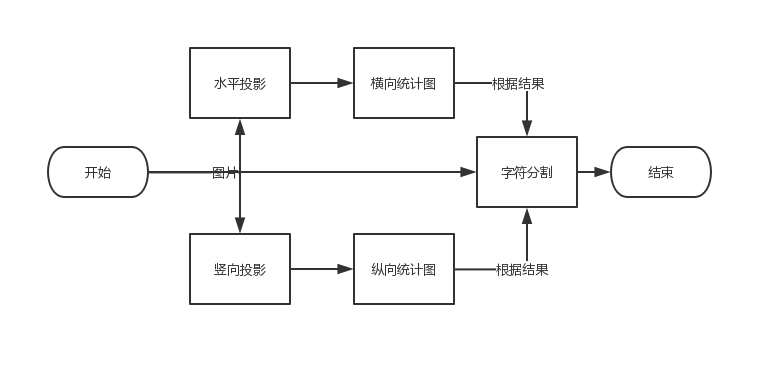 水平投影
横向统计图
根据结果
开始
图片
字符分割
结束
竖向投影
纵向统计图
根据结果